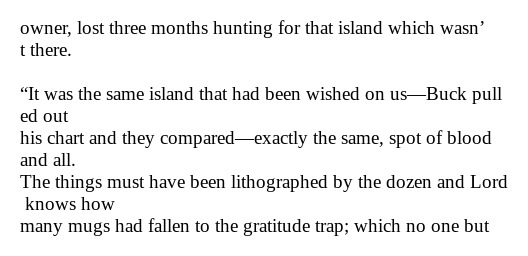 owner, lost three months hunting for that island which wasn’
t there.
“It was the same island that had been wished on us—Buck pull
ed out
his chart and they compared—exactly the same, spot of blood
and all.
The things must have been lithographed by the dozen and Lord
knows how
many mugs had fallen to the gratitude trap; which no one but